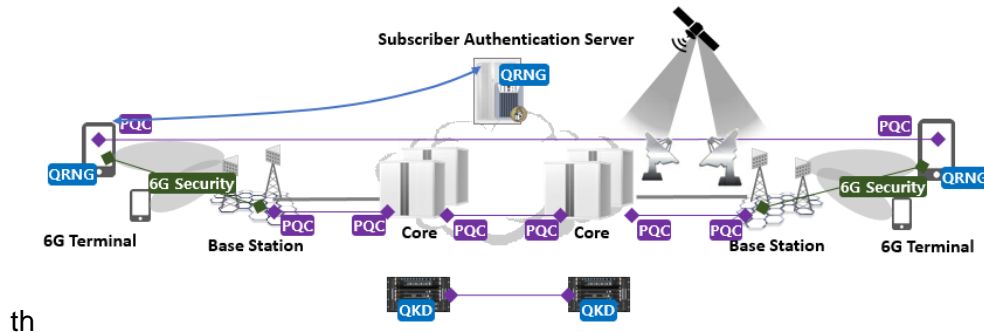 Subscriber Authentication Server
QRNG
PQC
PQC
QRNG
6G Security
6G Security
QRNG
6G Terminal
Base Station
PQC
PQC
Core
PQC
PQC
Core
PQC
PQC
Base Station
6G Terminal
QKD
QKD
th